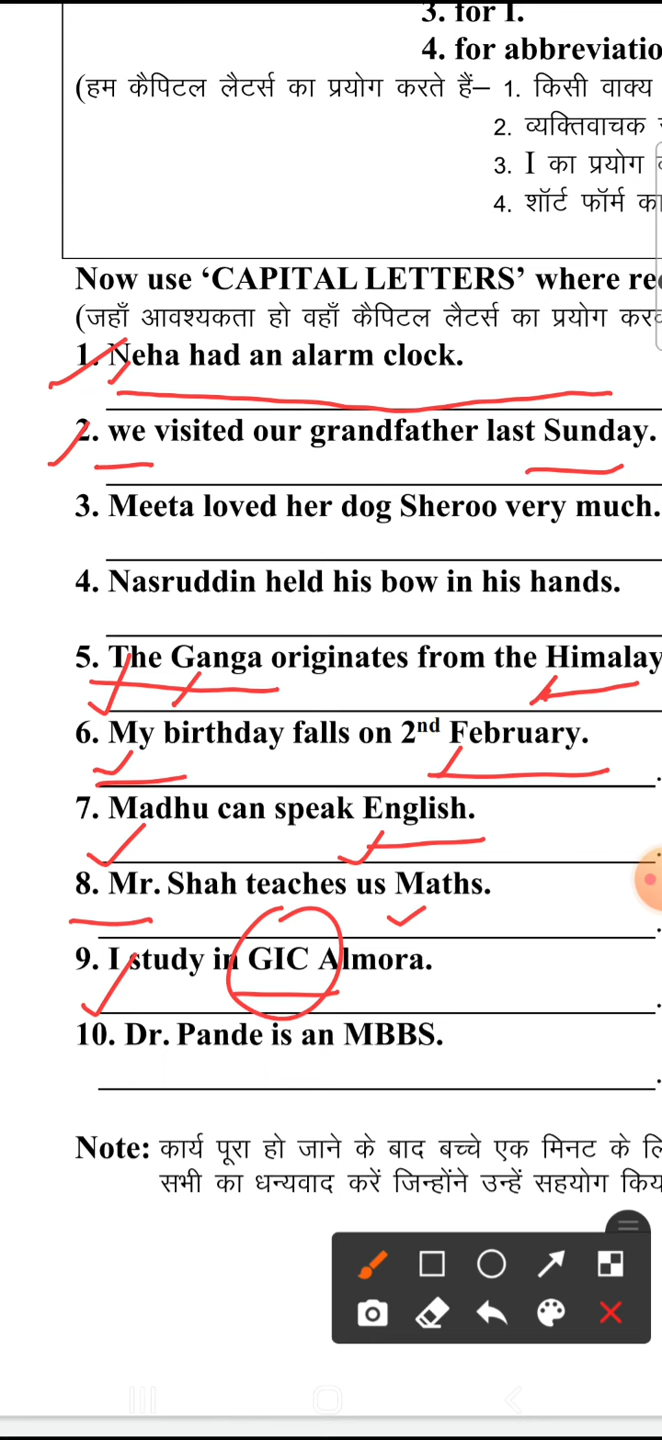 3. for I.
4. for abbreviatio
(हम कैपिटल लैटर्स का प्रयोग करते हैं– 1. किसी वाक्य
2. व्यक्तिवाचक
3. I का प्रयोग
4. शॉर्ट फॉर्म का
Now use ‘CAPITAL LETTERS’ where re
(जहाँ आवश्यकता हो वहाँ कैपिटल लैटर्स का प्रयोग कर
1. Neha had an alarm clock.
2. we visited our grandfather last Sunday.
3. Meeta loved her dog Sheroo very much.
4. Nasruddin held his bow in his hands.
5. The Ganga originates from the Himalay
6. My birthday falls on 2nd February.
7. Madhu can speak English.
8. Mr. Shah teaches us Maths.
9. I study in GIC Almora.
10. Dr. Pande is an MBBS.
Note: कार्य पूरा हो जाने के बाद बच्चे एक मिनट के लि
सभी का धन्यवाद करें जिन्होंने उन्हें सहयोग किय